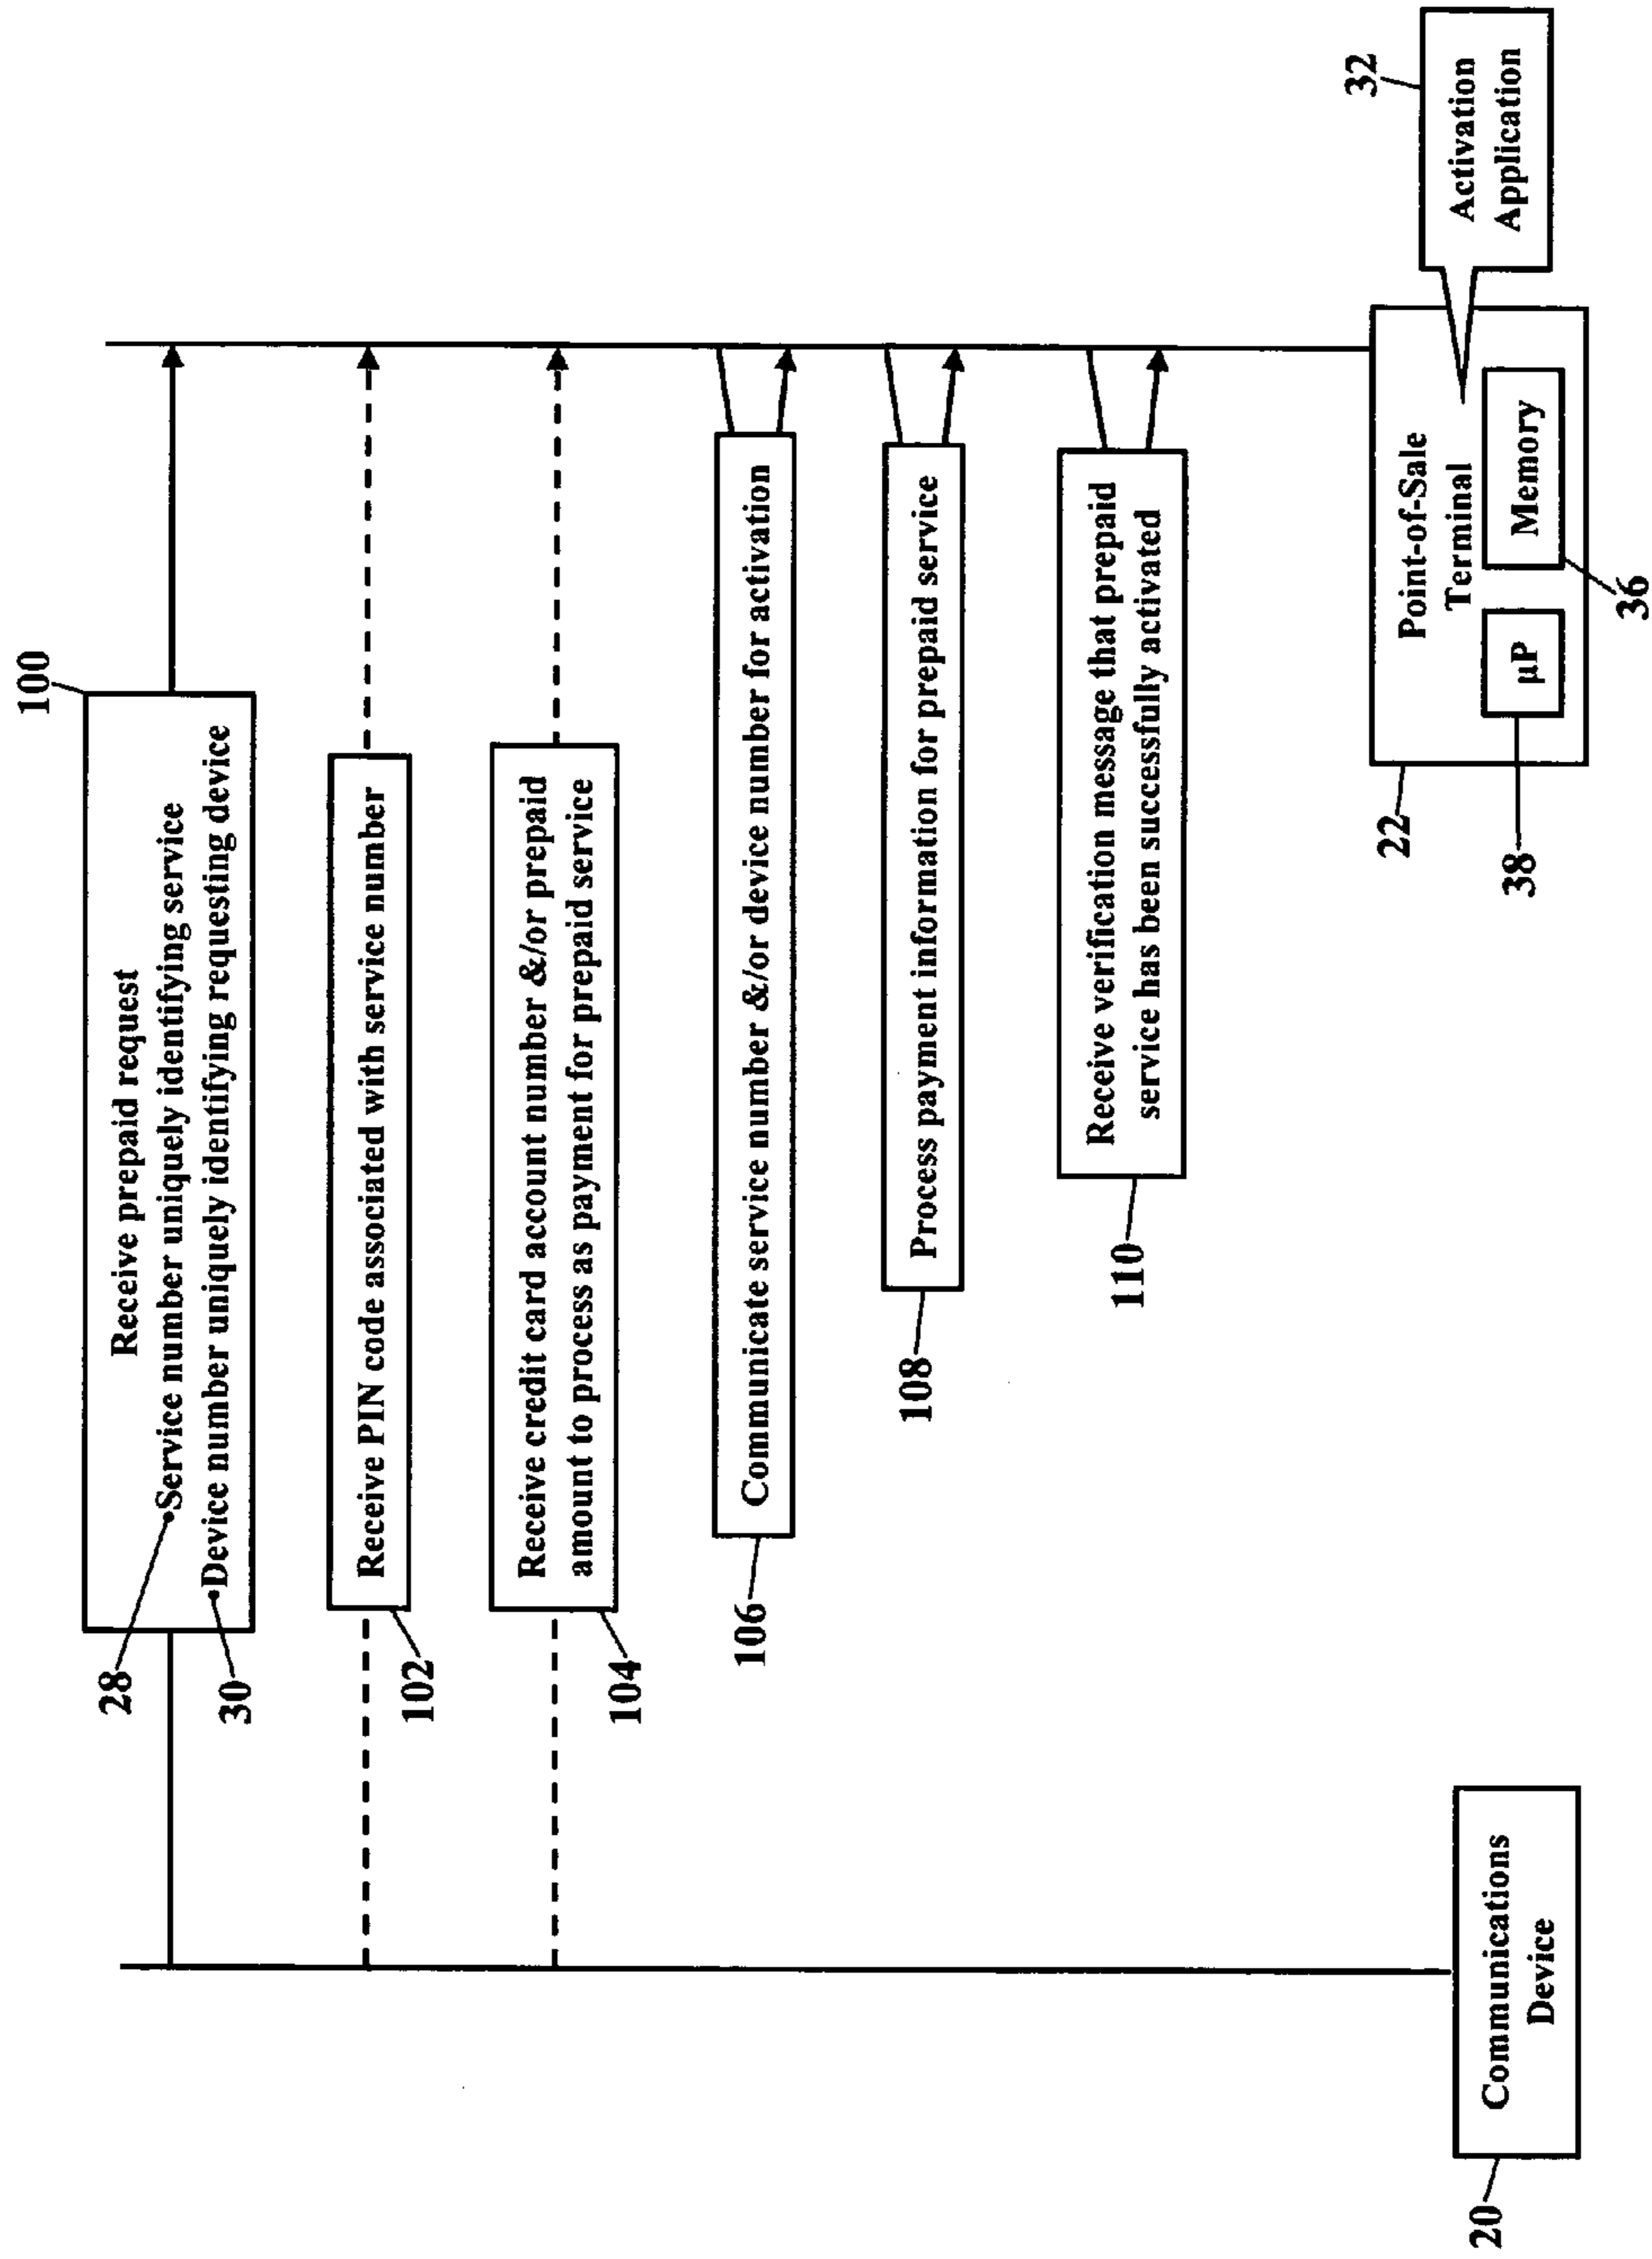 100
Receive prepaid request
28
•Service number uniquely identifying service
30
•Device number uniquely identifying requesting device
Receive PIN code associated with service number
102
Receive credit card account number &/or prepaid
amount to process as payment for prepaid service
104
Communicate service number &/or device number for activation
106
Process payment information for prepaid service
108
Receive verification message that prepaid
service has been successfully activated
110
20
Communications
Device
22
Point-of-Sale
Terminal
38
µP
Memory
36
32
Activation
Application